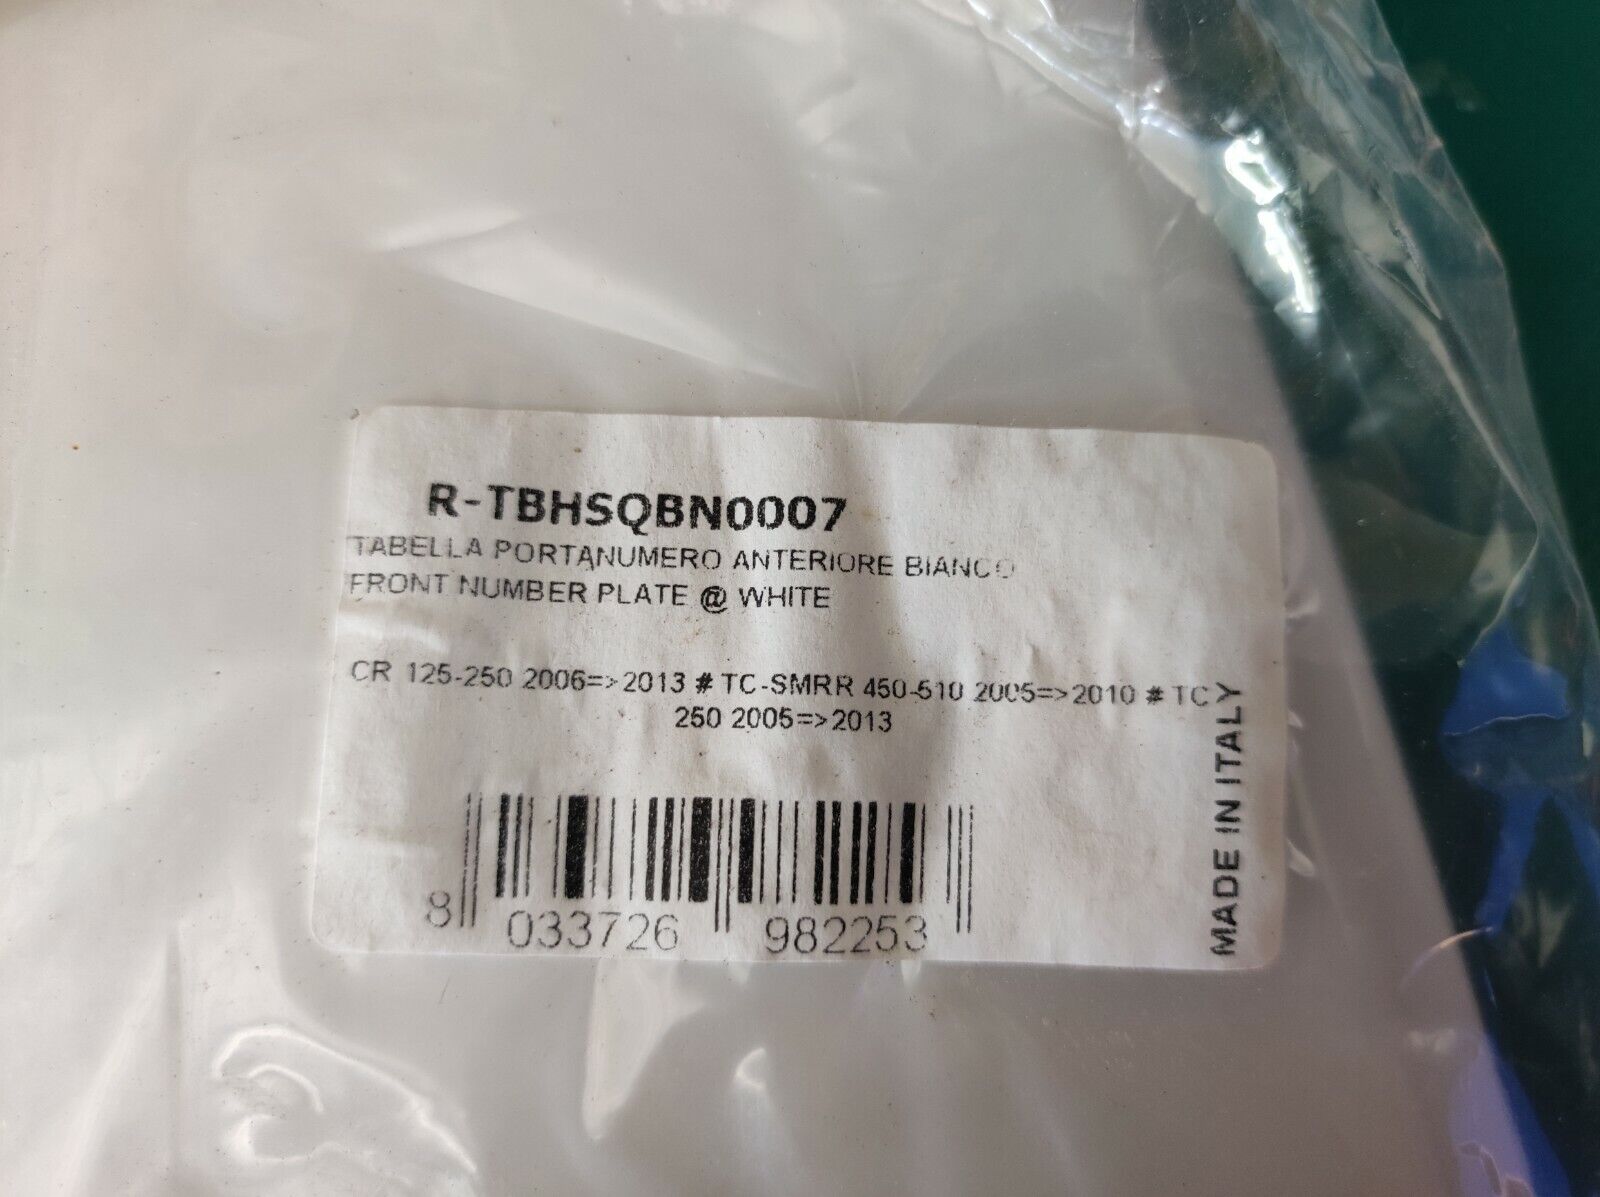 R-TBHSQBN0007
TABELLA PORTANUMERO ANTERIORE BIANCO
FRONT NUMBER PLATE @ WHITE
CR 125-250 2006=>2013 # TC-SMRR 450-510 2005=>2010 # TC
250 2005=>2013
MADE IN ITALY
8 033726 982253